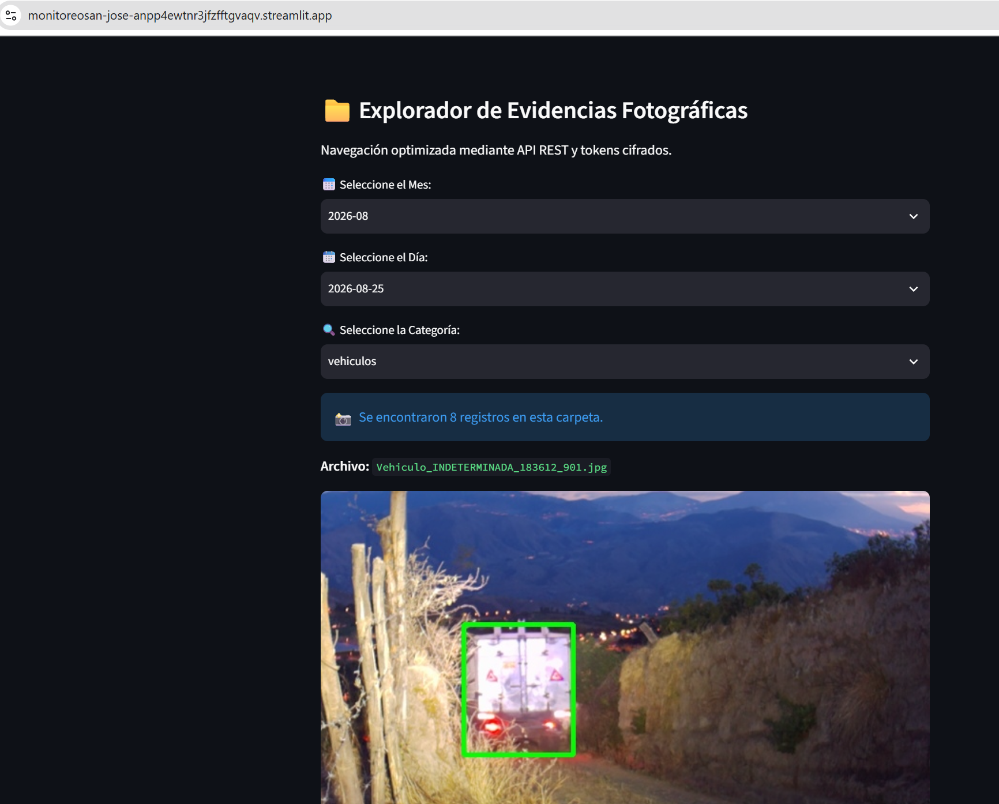 monitoreosan-jose-anpp4ewtnr3jfzfftgvaqv.streamlit.app
Explorador de Evidencias Fotográficas
Navegación optimizada mediante API REST y tokens cifrados.
Seleccione el Mes:
2026-08
Seleccione el Día:
2026-08-25
Seleccione la Categoría:
vehiculos
Se encontraron 8 registros en esta carpeta.
Archivo: Vehiculo_INDETERMINADA_183612_901.jpg